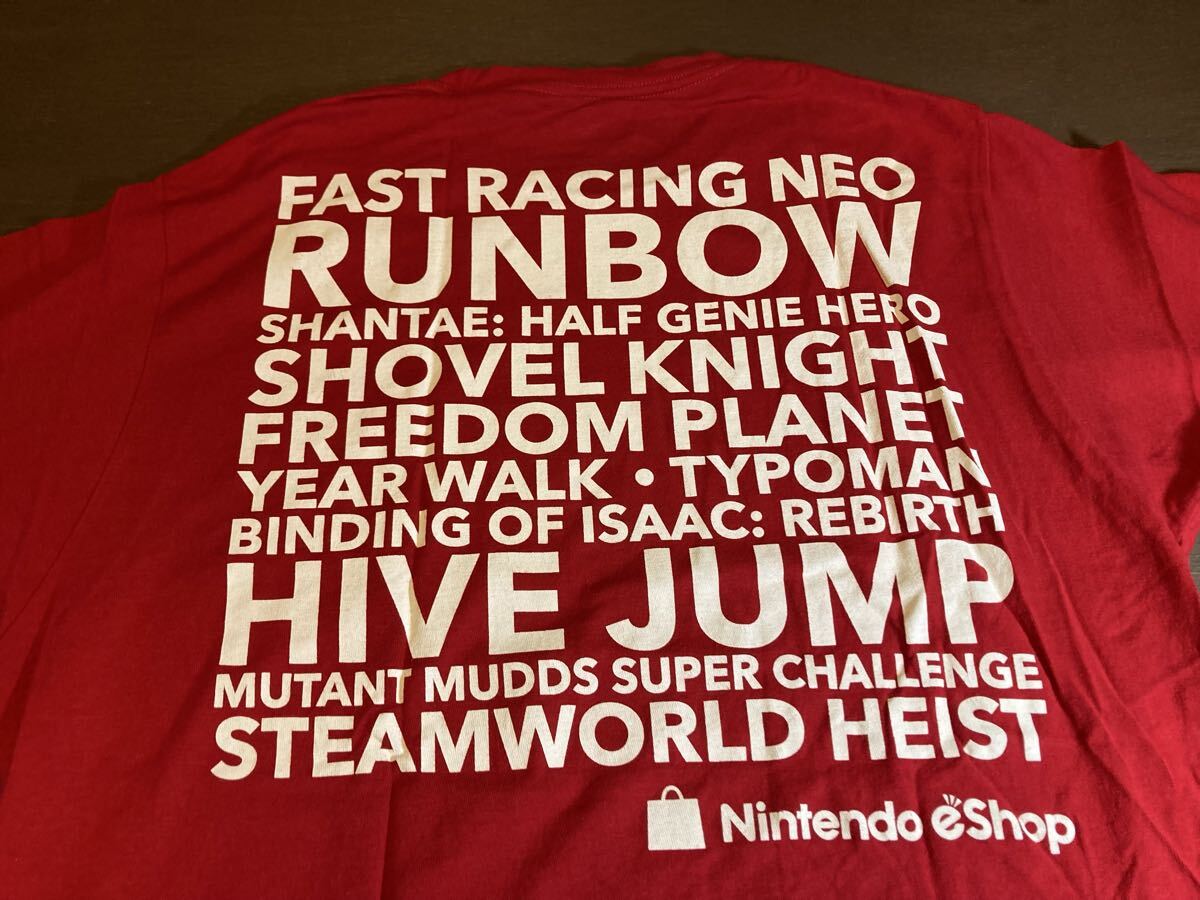 FAST RACING NEO
RUNBOW
SHANTAE: HALF GENIE HERO
SHOVEL KNIGHT
FREEDOM PLANET
YEAR WALK • TYPOMAN
BINDING OF ISAAC: REBIRTH
HIVE JUMP
MUTANT MUDDS SUPER CHALLENGE
STEAMWORLD HEIST
Nintendo eShop